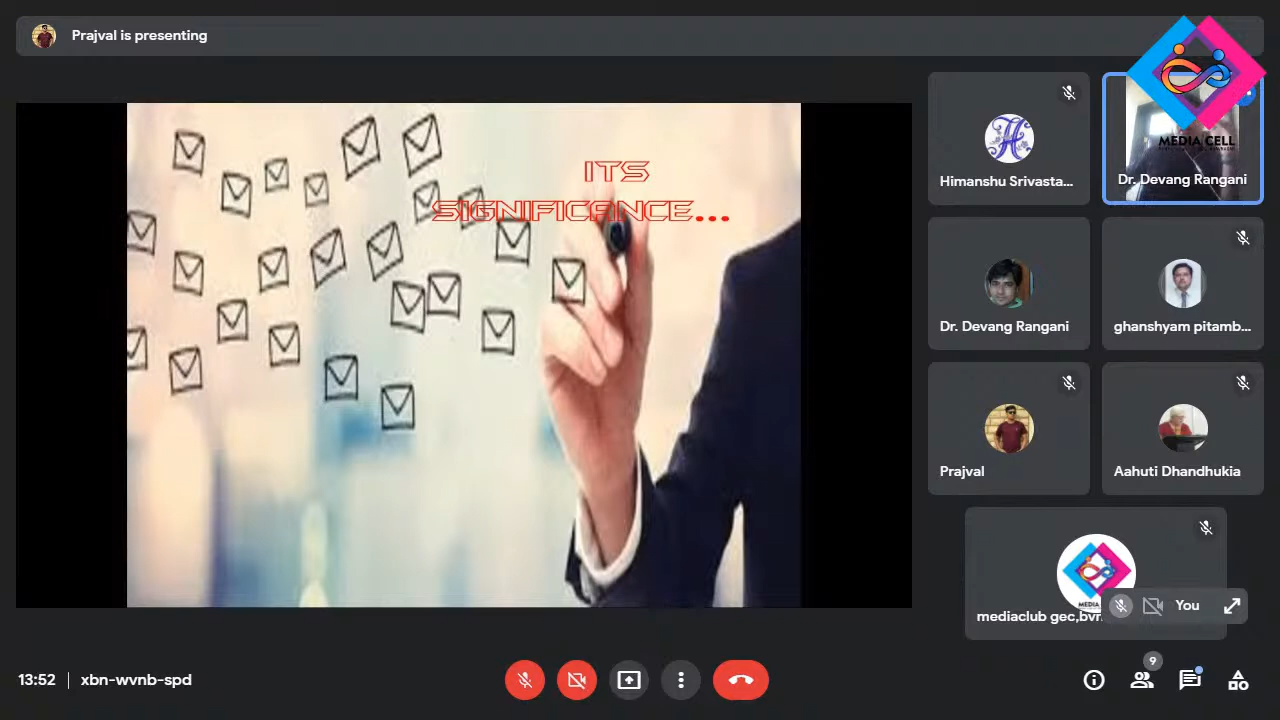 Prajval is presenting
ITS
SIGNIFICANCE...
Himanshu Srivasta...
MEDIA CELL
Dr. Devang Rangani
Dr. Devang Rangani
ghanshyam pitamb...
Prajval
Aahuti Dhandhukia
mediaclub gec,bvn
You
13:52 | xbn-wvnb-spd
9